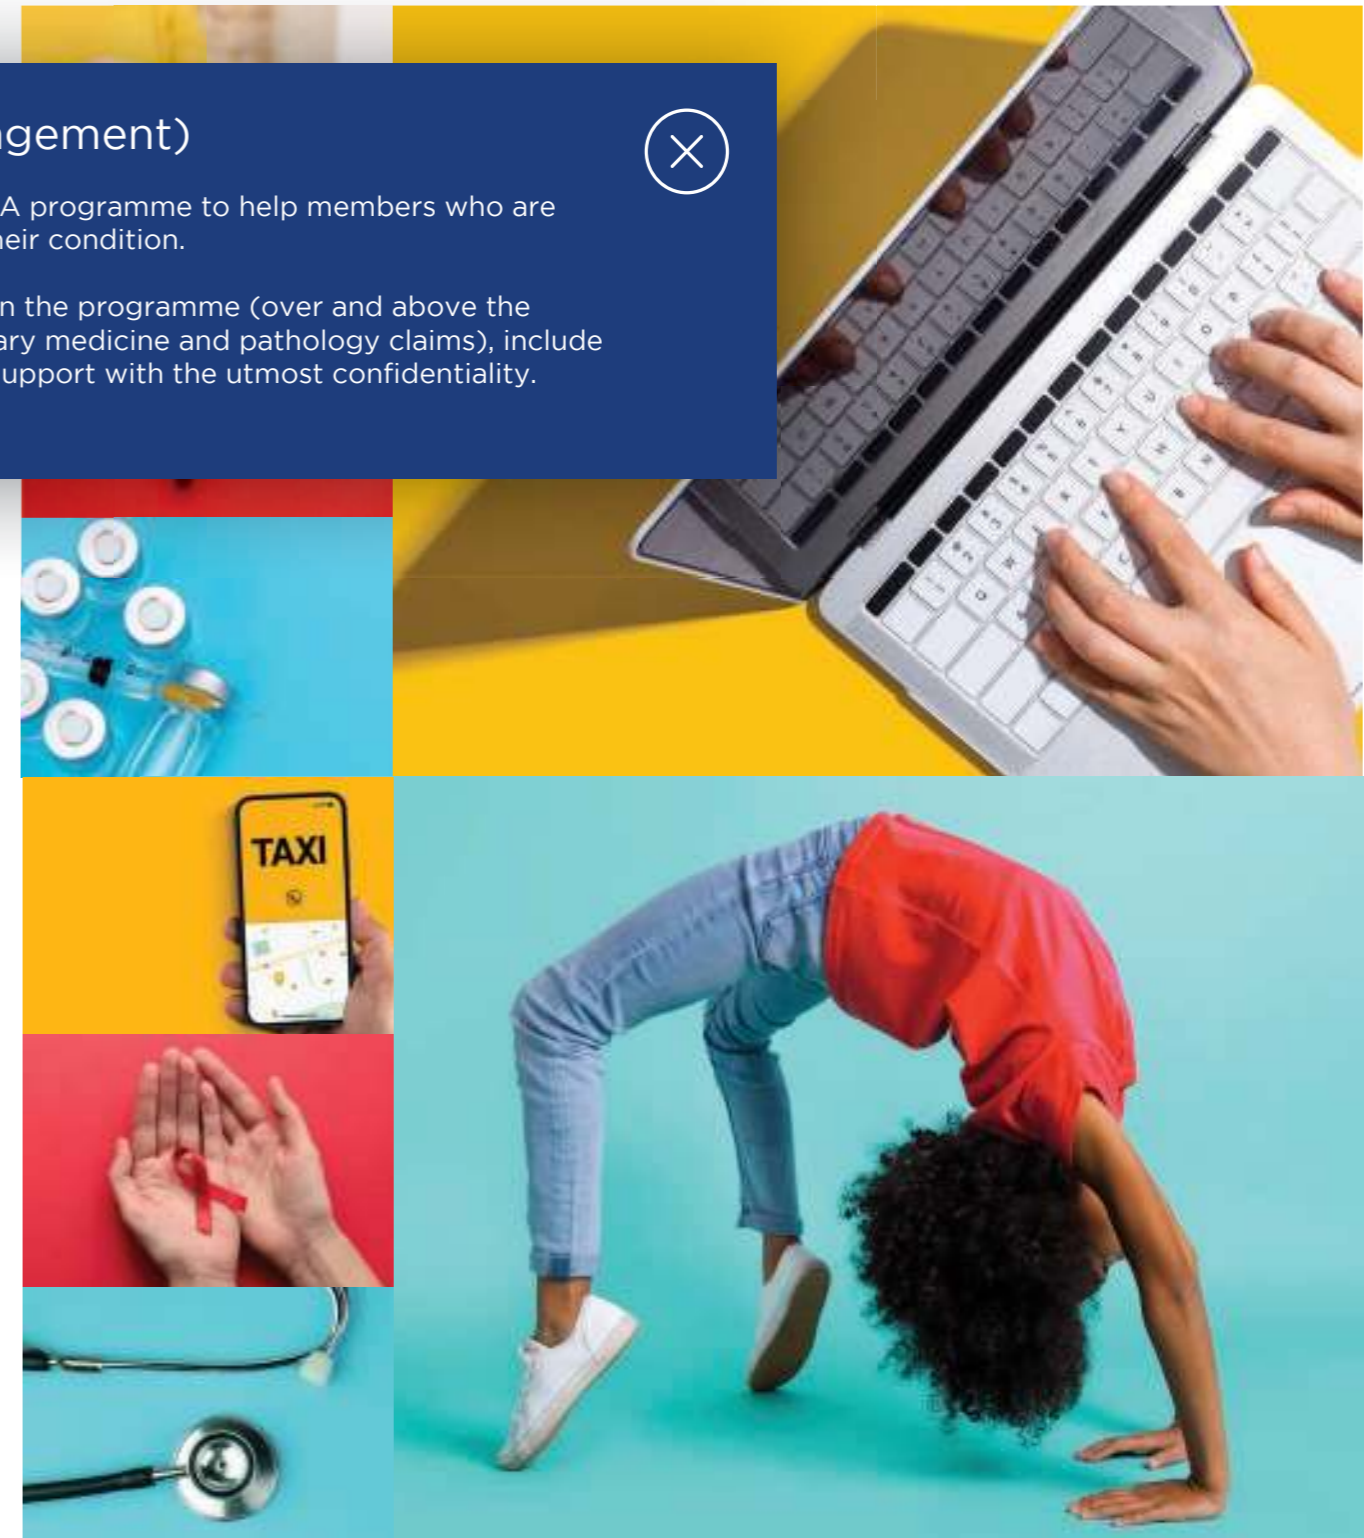 gement)
A programme to help members who are
heir condition.
n the programme (over and above the
ary medicine and pathology claims), include
upport with the utmost confidentiality.
TAXI